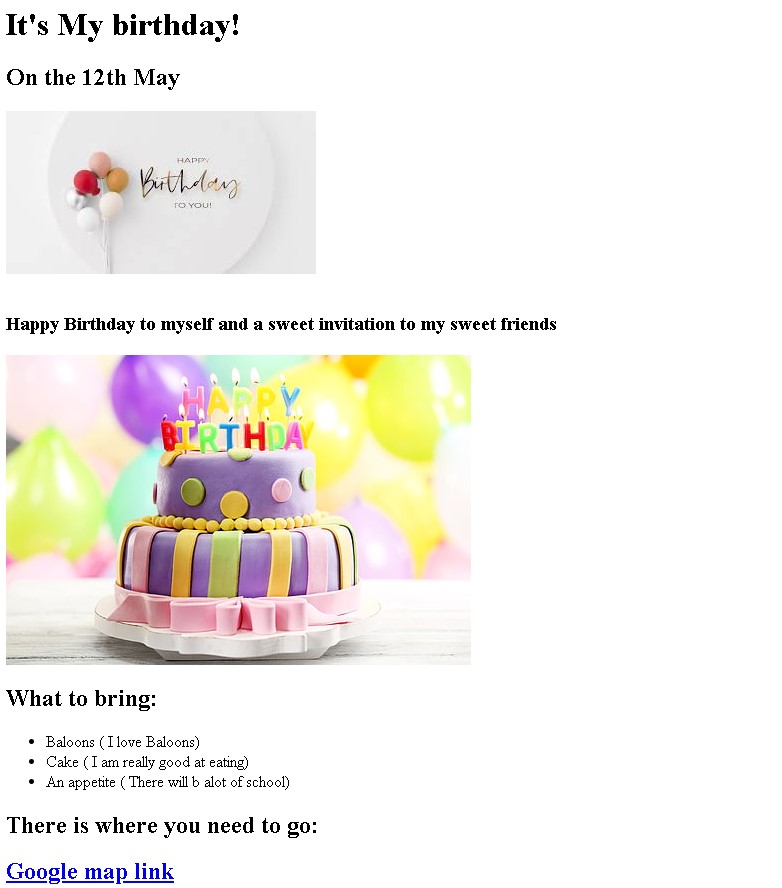 It's My birthday!
On the 12th May
HAPPY
Birthday
TO YOU!
Happy Birthday to myself and a sweet invitation to my sweet friends
HAPPY
BIRTHDAY
What to bring:
Baloons ( I love Baloons)
Cake ( I am really good at eating)
An appetite ( There will b alot of school)
There is where you need to go:
Google map link